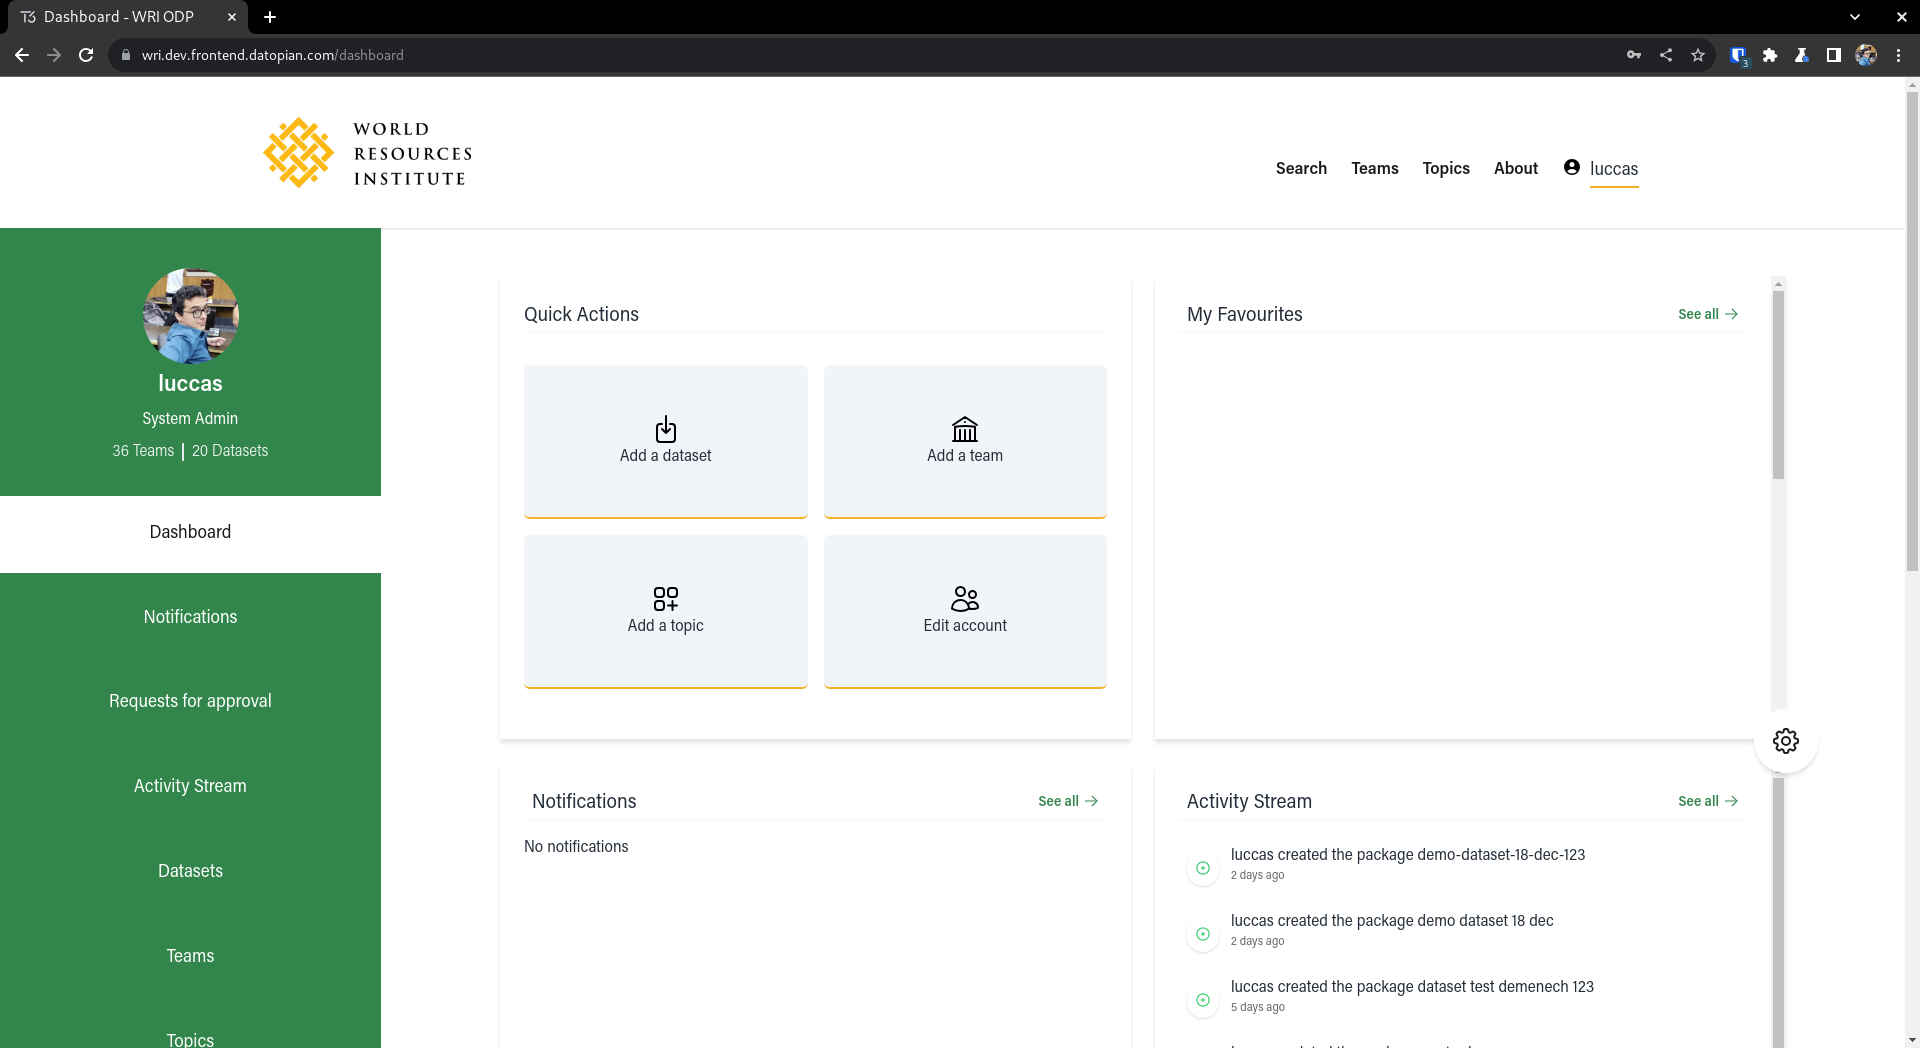 Dashboard - WRI ODP
wri.dev.frontend.datopian.com/dashboard
3
WORLD
RESOURCES
INSTITUTE
Search Teams Topics About luccas
luccas
System Admin
36 Teams | 20 Datasets
Dashboard
Notifications
Requests for approval
Activity Stream
Datasets
Teams
Topics
Quick Actions
Add a dataset
Add a team
Add a topic
Edit account
My Favourites
See all
Notifications
See all
No notifications
Activity Stream
See all
luccas created the package demo-dataset-18-dec-123
2 days ago
luccas created the package demo dataset 18 dec
2 days ago
luccas created the package dataset test demenech 123
5 days ago